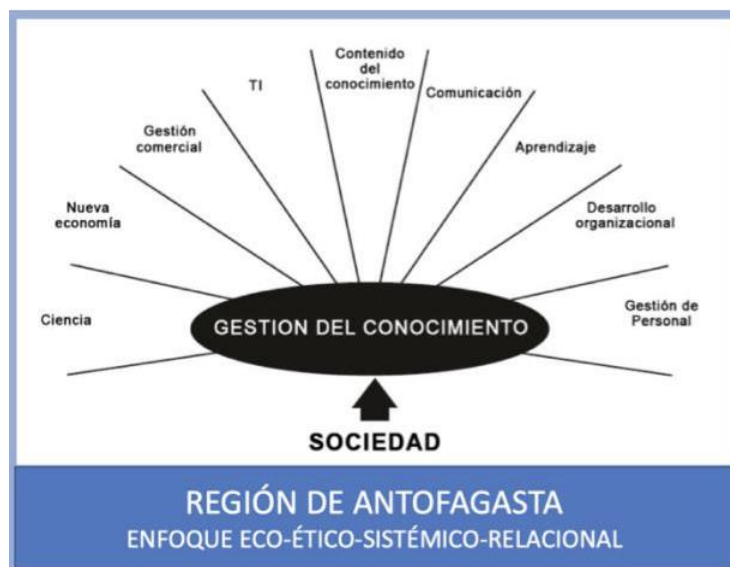 Contenido
del
conocimiento
TI
Comunicación
Gestión
comercial
Aprendizaje
Nueva
economía
Desarrollo
organizacional
Ciencia
GESTION DEL CONOCIMIENTO
Gestión de
Personal
SOCIEDAD
REGIÓN DE ANTOFAGASTA
ENFOQUE ECO-ÉTICO-SISTÉMICO-RELACIONAL